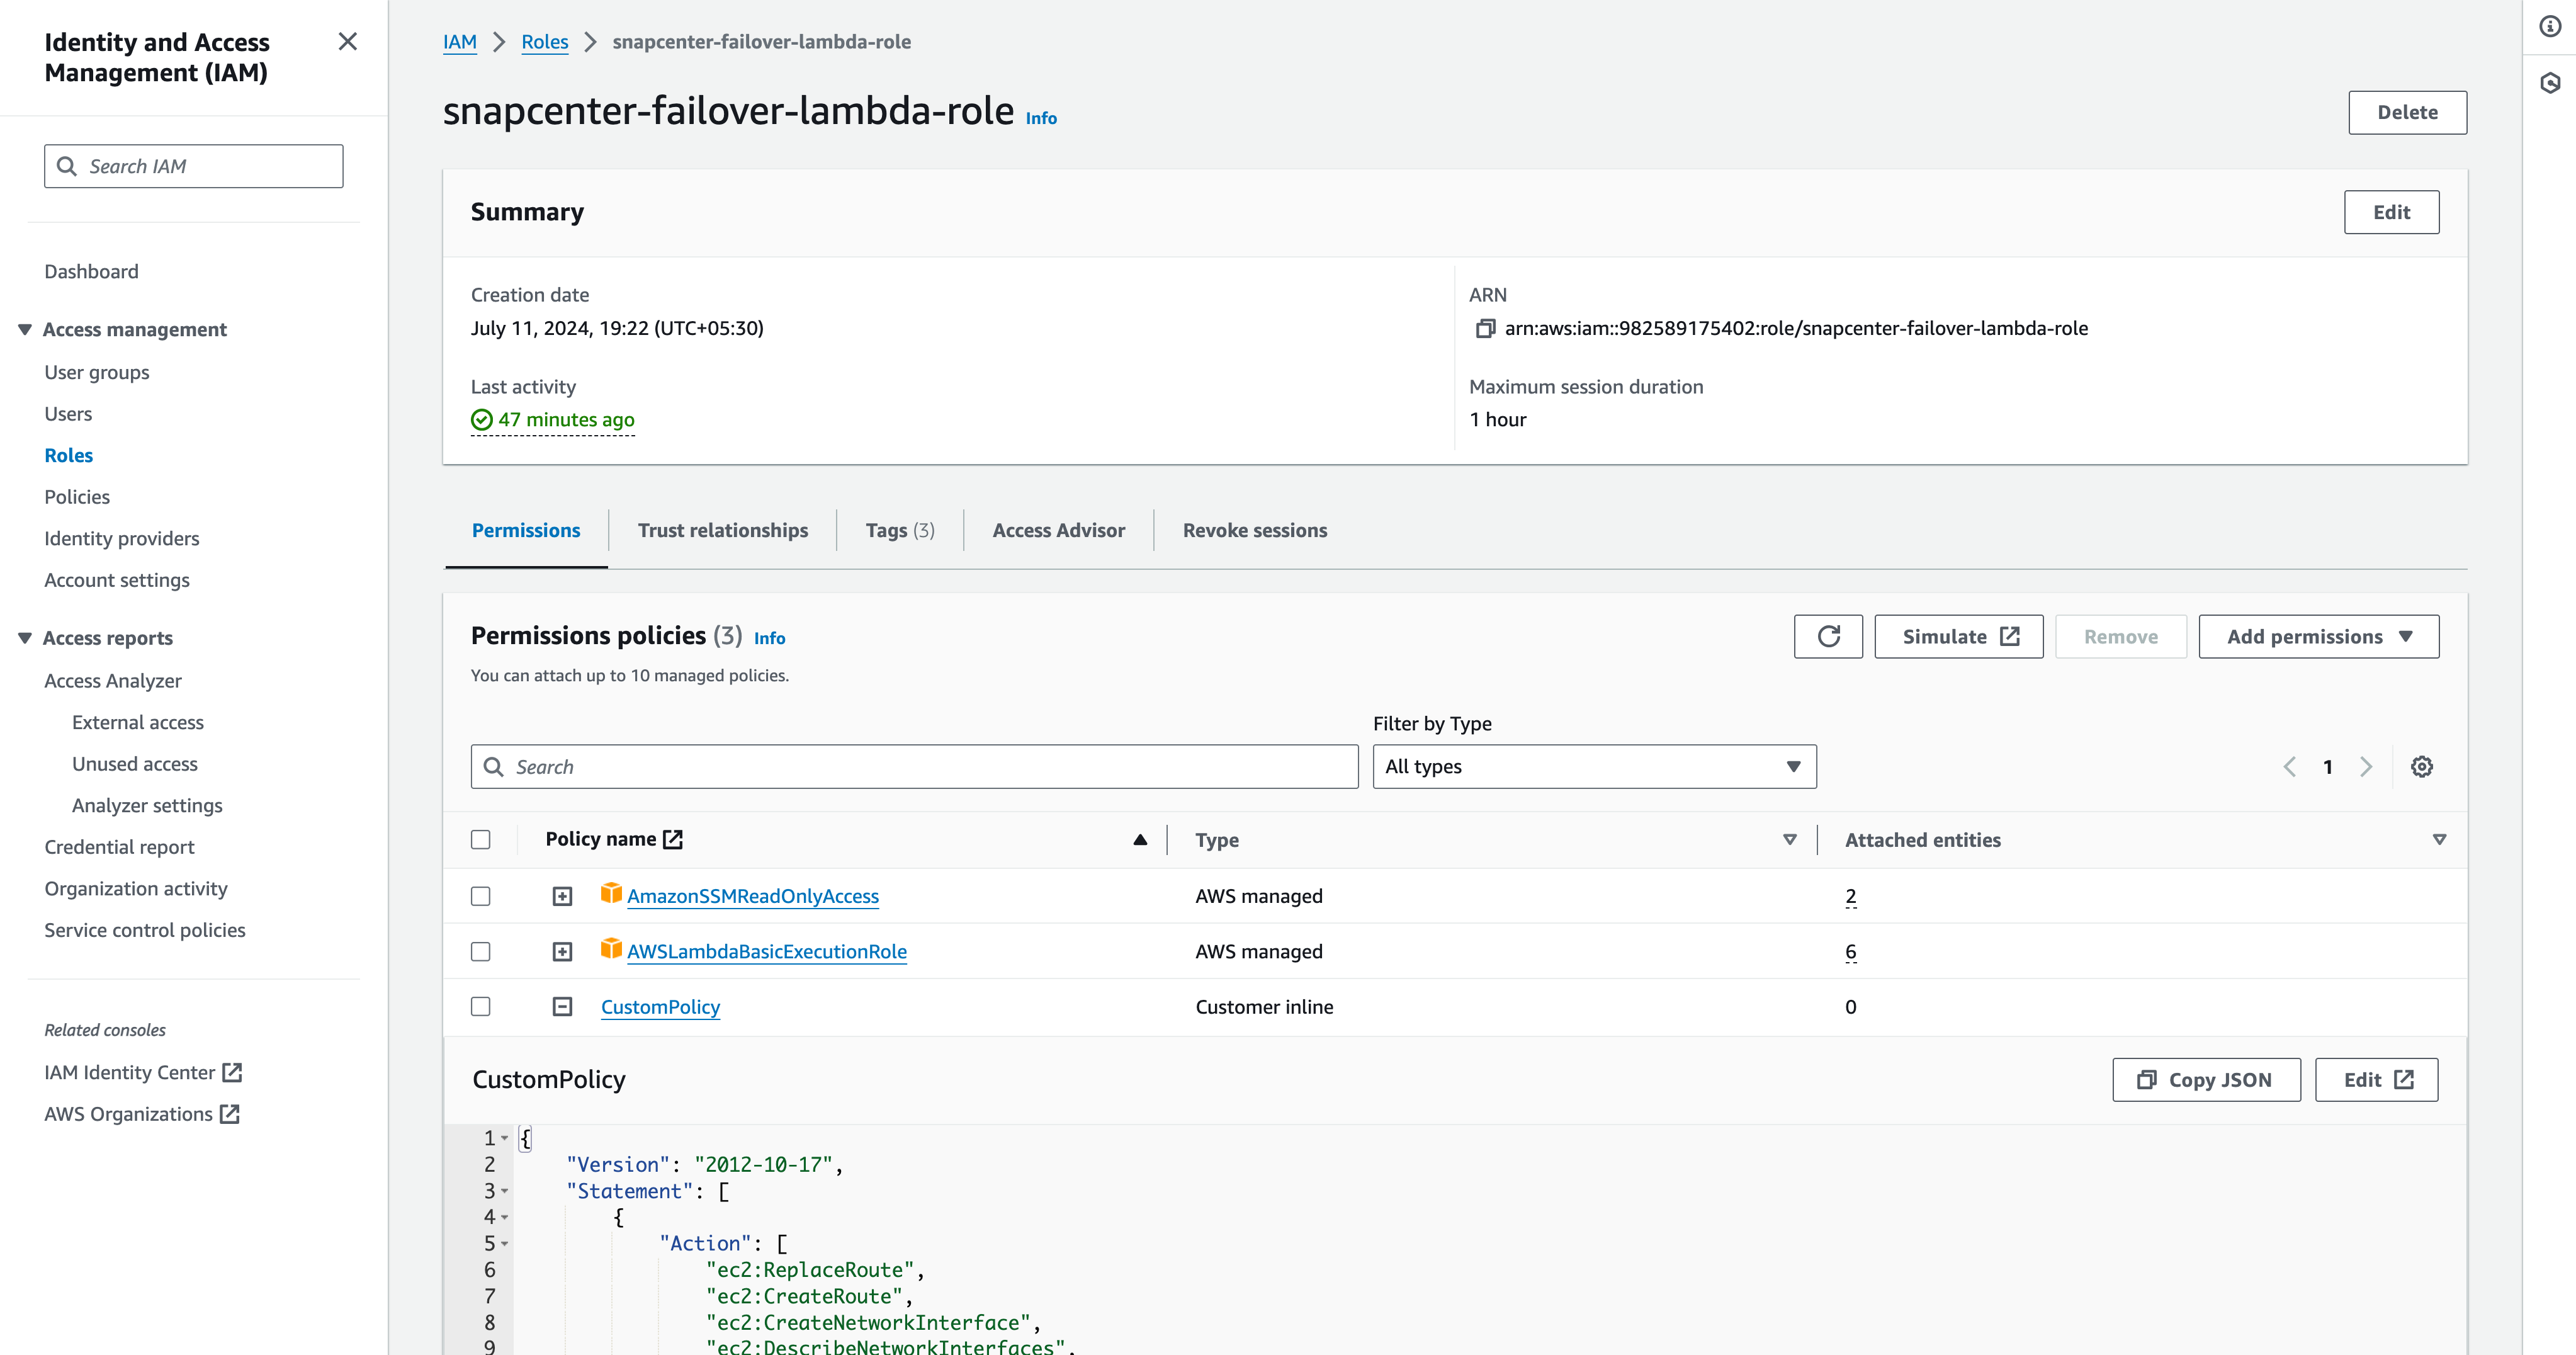 Identity and Access
Management (IAM)
Search IAM
Dashboard
Access management
User groups
Users
Roles
Policies
Identity providers
Account settings
Access reports
Access Analyzer
External access
Unused access
Analyzer settings
Credential report
Organization activity
Service control policies
Related consoles
IAM Identity Center
AWS Organizations
IAM > Roles > snapcenter-failover-lambda-role
snapcenter-failover-lambda-role Info
Delete
Summary
Edit
Creation date
July 11, 2024, 19:22 (UTC+05:30)
ARN
arn:aws:iam::982589175402:role/snapcenter-failover-lambda-role
Last activity
47 minutes ago
Maximum session duration
1 hour
Permissions
Trust relationships
Tags (3)
Access Advisor
Revoke sessions
Permissions policies (3) Info
Simulate
Remove
Add permissions
You can attach up to 10 managed policies.
Filter by Type
Search
All types
1
Policy name
Type
Attached entities
AmazonSSMReadOnlyAccess AWS managed 2
AWSLambdaBasicExecutionRole AWS managed 6
CustomPolicy Customer inline 0
CustomPolicy
Copy JSON
Edit
1 {
2 "Version": "2012-10-17",
3 "Statement": [
4 {
5 "Action": [
6 "ec2:ReplaceRoute",
7 "ec2:CreateRoute",
8 "ec2:CreateNetworkInterface",
9 "ec2:DescribeNetworkInterfaces",